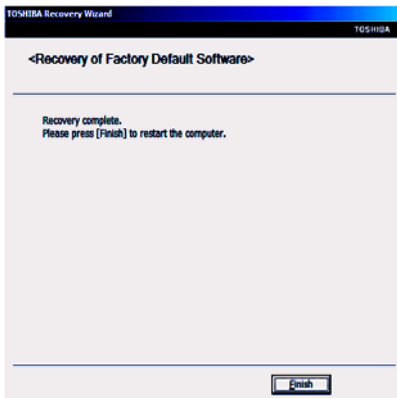 TOSHIBA Recovery Wizard
TOSHIBA
<Recovery of Factory Default Software>
Recovery complete.
Please press [Finish] to restart the computer.
Finish